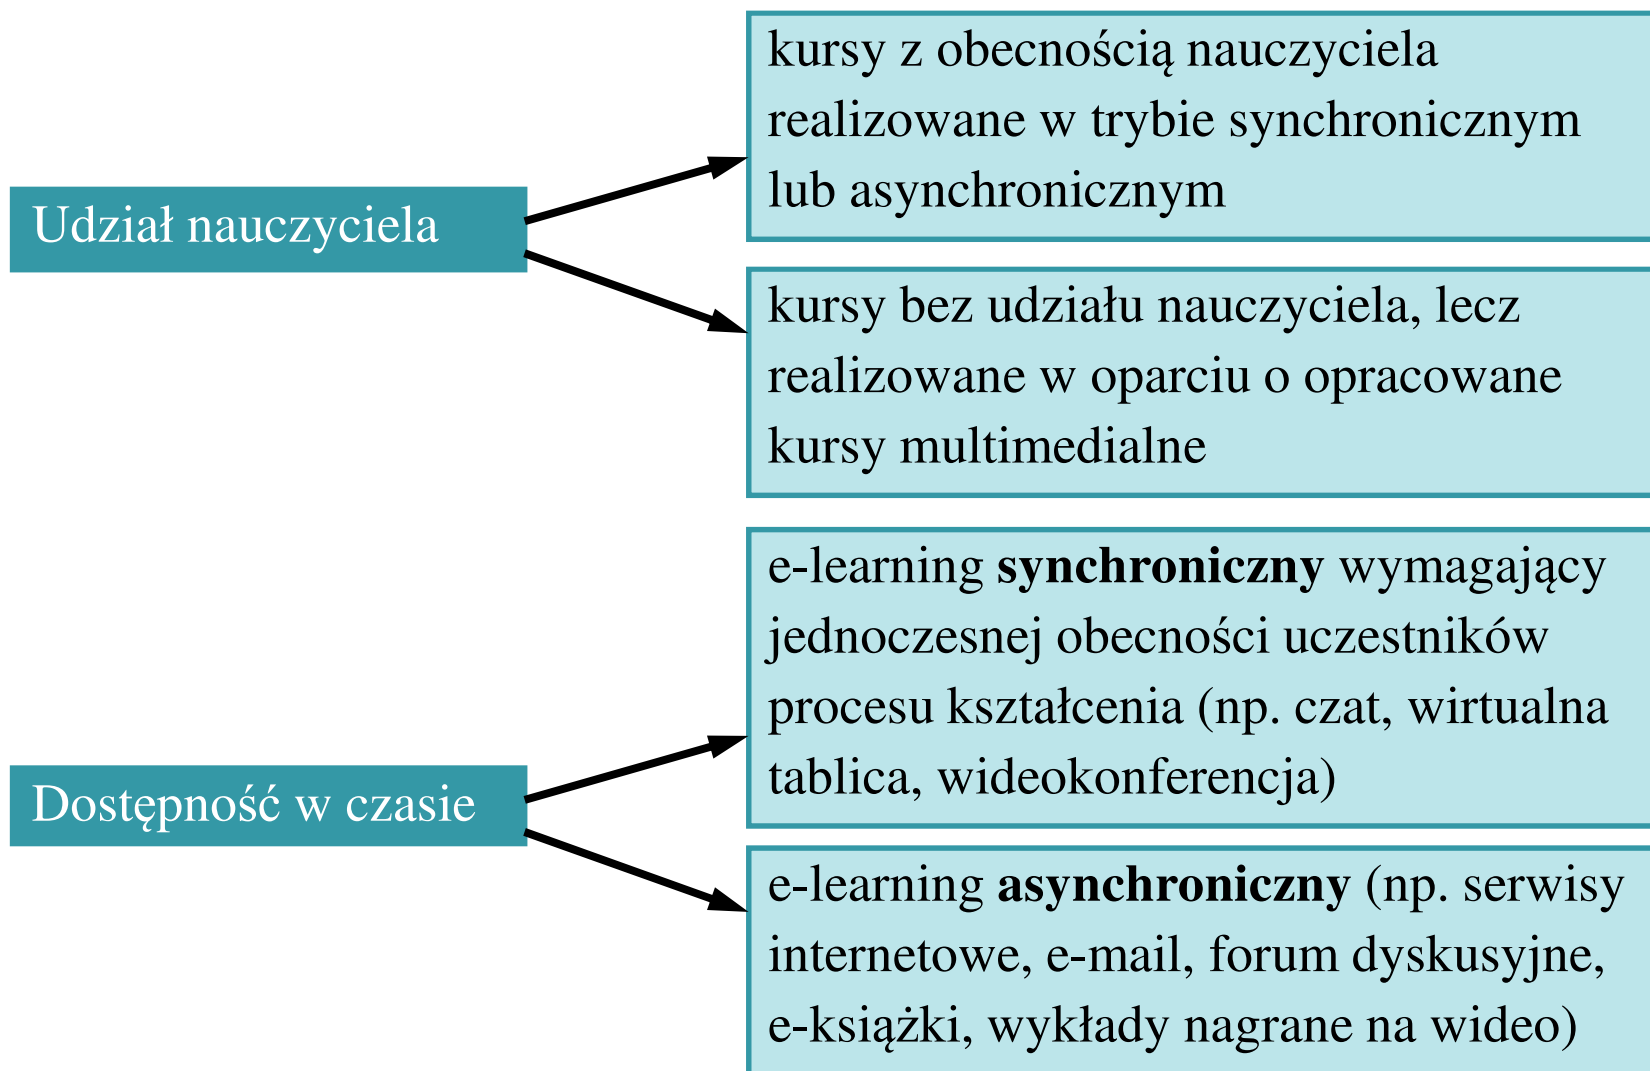 Udział nauczyciela
kursy z obecnością nauczyciela
realizowane w trybie synchronicznym
lub asynchronicznym
kursy bez udziału nauczyciela, lecz
realizowane w oparciu o opracowane
kursy multimedialne
Dostępność w czasie
e-learning synchroniczny wymagający
jednoczesnej obecności uczestników
procesu kształcenia (np. czat, wirtualna
tablica, wideokonferencja)
e-learning asynchroniczny (np. serwisy
internetowe, e-mail, forum dyskusyjne,
e-książki, wykłady nagrane na wideo)